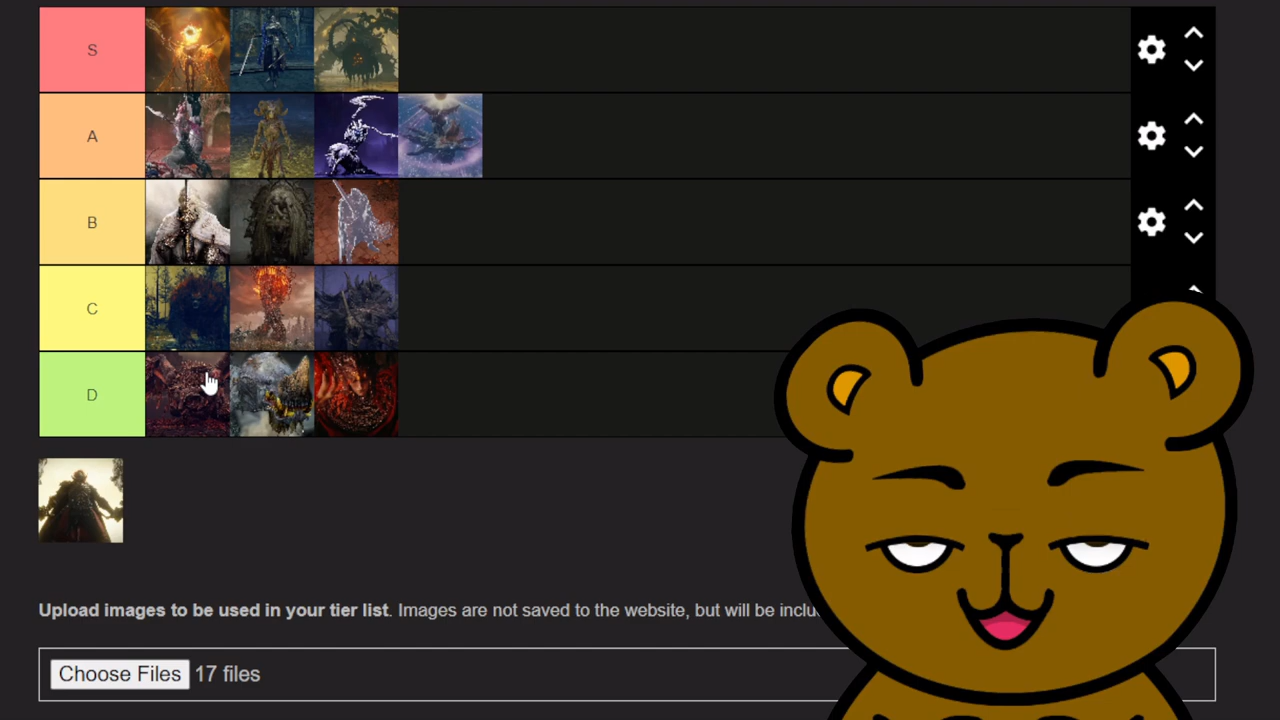 S
A
B
C
D
Upload images to be used in your tier list. Images are not saved to the website, but will be
Choose Files 17 files